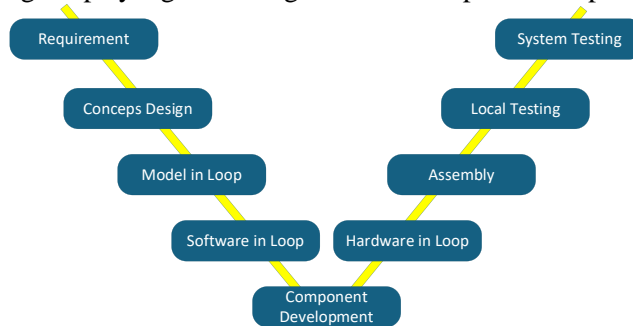 Requirement
System Testing
Conceps Design
Local Testing
Model in Loop
Assembly
Software in Loop
Hardware in Loop
Component
Development